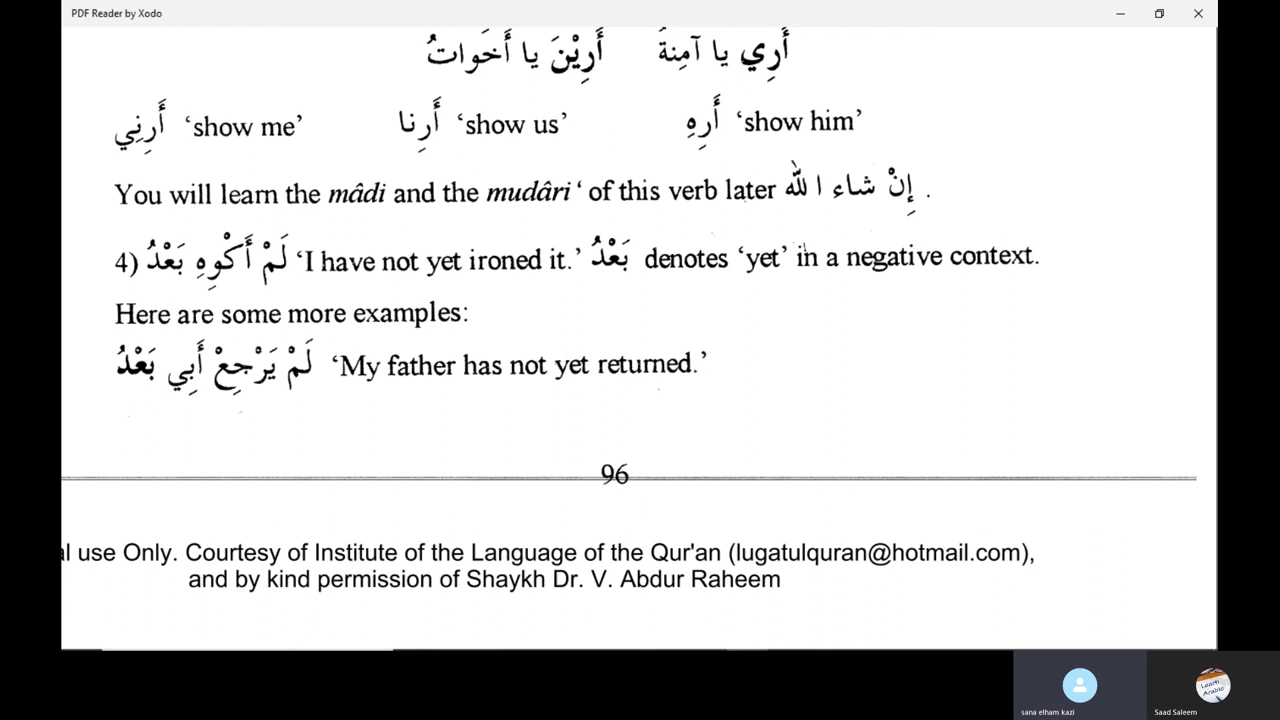 PDF Reader by Xodo
أَرِي يا آمِنةُ أَرِيْنَ يا أَخَواتُ
أَرِنِي ‘show me’ أَرِنا ‘show us’ أَرِهِ ‘show him’
You will learn the mâdi and the mudâri‘ of this verb later إِنْ شاء ا لله .
4) لَمْ أَكْوِهِ بَعْدُ ‘I have not yet ironed it.’ بَعْدُ denotes ‘yet’ in a negative context.
Here are some more examples:
لَمْ يَرْجِعْ أَبِي بَعْدُ ‘My father has not yet returned.’
96
al use Only. Courtesy of Institute of the Language of the Qur'an (lugatulquran@hotmail.com),
and by kind permission of Shaykh Dr. V. Abdur Raheem
Learn Arabic
sana elham kazi Saad Saleem